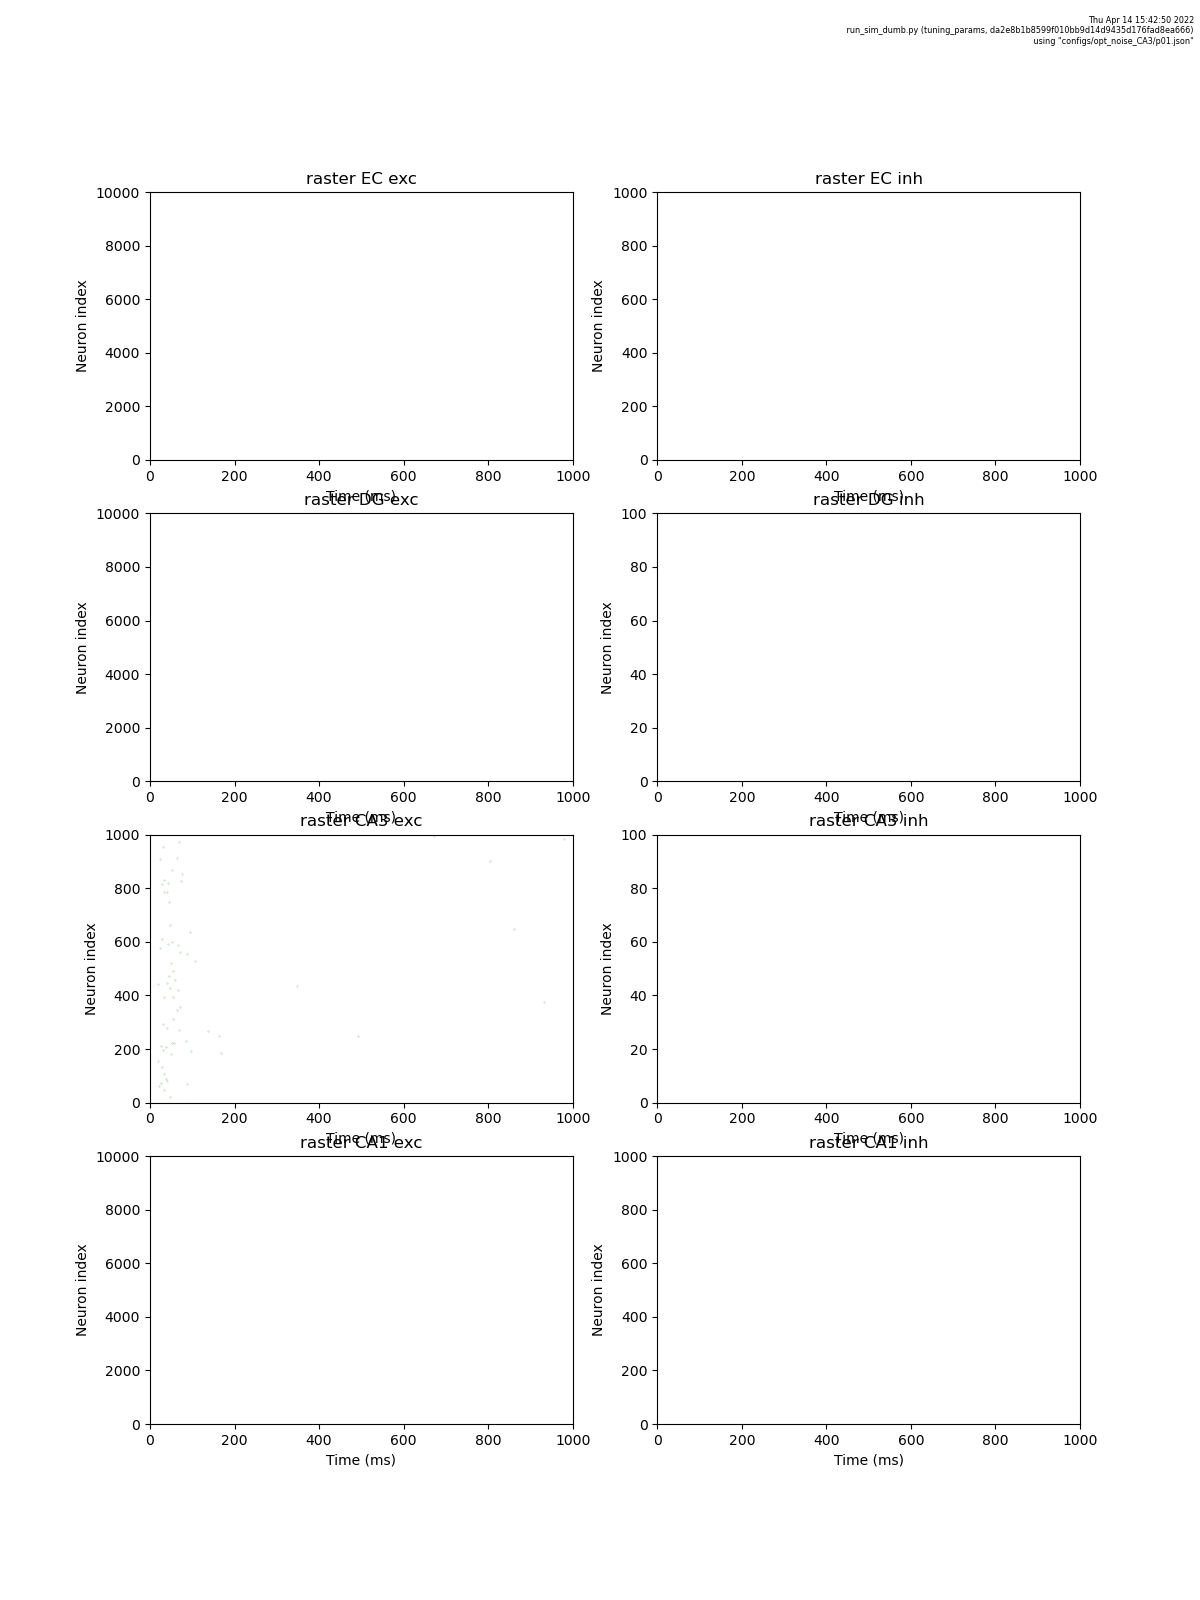 Thu Apr 14 15:42:50 2022
run_sim_dumb.py (tuning_params, da2e8b1b8599f010bb9d14d9435d176fad8ea666)
using "configs/opt_noise_CA3/p01.json"
raster EC exc
10000
8000
6000
4000
2000
0
Neuron index
0 200 400 600 800 1000
Time (ms)
raster EC inh
1000
800
600
400
200
0
Neuron index
0 200 400 600 800 1000
Time (ms)
raster DG exc
10000
8000
6000
4000
2000
0
Neuron index
0 200 400 600 800 1000
Time (ms)
raster DG inh
100
80
60
40
20
0
Neuron index
0 200 400 600 800 1000
Time (ms)
raster CA3 exc
1000
800
600
400
200
0
Neuron index
0 200 400 600 800 1000
Time (ms)
raster CA3 inh
100
80
60
40
20
0
Neuron index
0 200 400 600 800 1000
Time (ms)
raster CA1 exc
10000
8000
6000
4000
2000
0
Neuron index
0 200 400 600 800 1000
Time (ms)
raster CA1 inh
1000
800
600
400
200
0
Neuron index
0 200 400 600 800 1000
Time (ms)